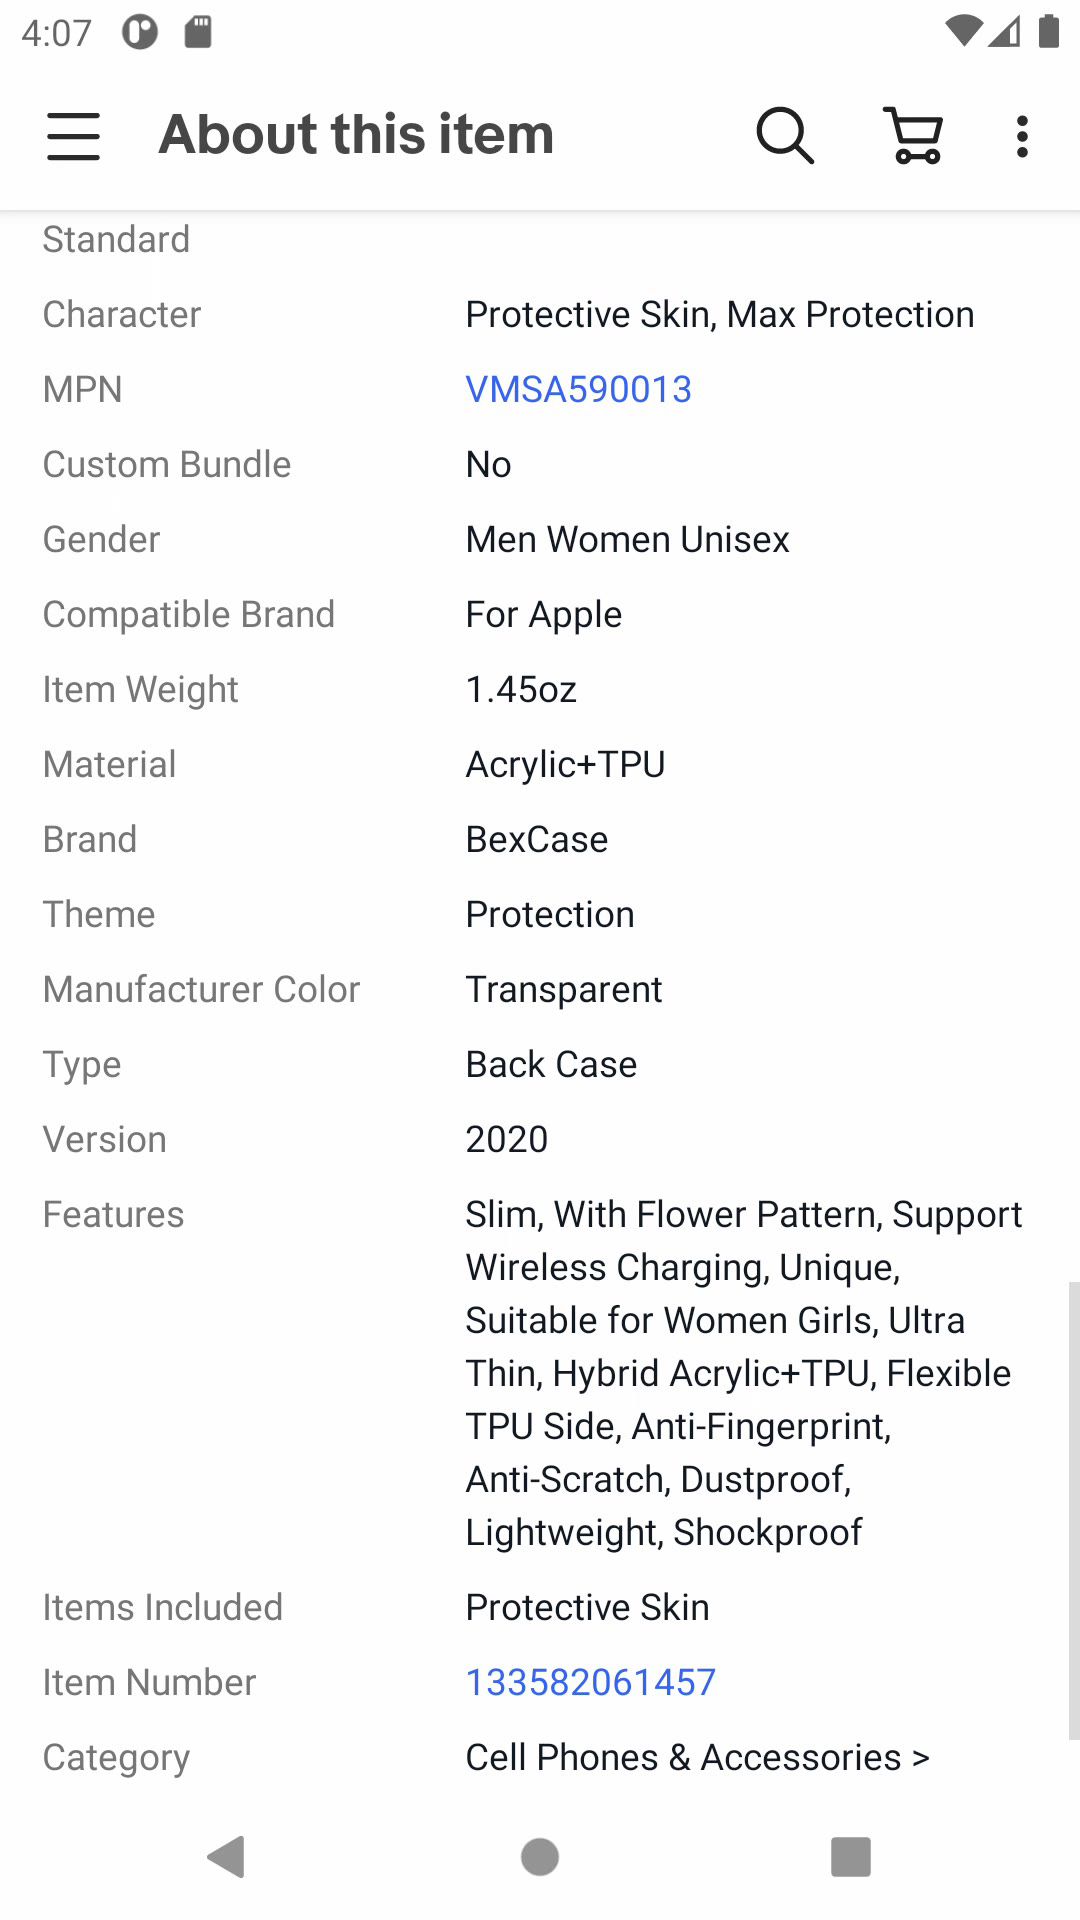 4:07
About this item
Standard
Character Protective Skin, Max Protection
MPN VMSA590013
Custom Bundle No
Gender Men Women Unisex
Compatible Brand For Apple
Item Weight 1.45oz
Material Acrylic+TPU
Brand BexCase
Theme Protection
Manufacturer Color Transparent
Type Back Case
Version 2020
Features Slim, With Flower Pattern, Support
Wireless Charging, Unique,
Suitable for Women Girls, Ultra
Thin, Hybrid Acrylic+TPU, Flexible
TPU Side, Anti-Fingerprint,
Anti-Scratch, Dustproof,
Lightweight, Shockproof
Items Included Protective Skin
Item Number 133582061457
Category Cell Phones & Accessories >